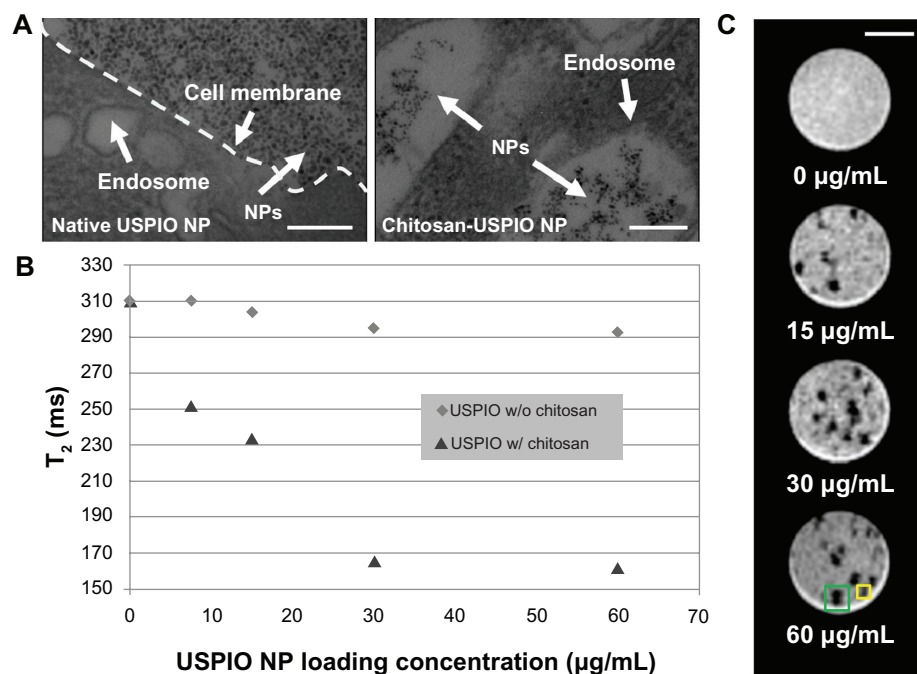 A
Cell membrane
Endosome
NPs
Native USPIO NP
Endosome
NPs
Chitosan-USPIO NP
B
330
310
290
270
250
230
210
190
170
150
0 10 20 30 40 50 60 70
T2 (ms)
USPIO w/o chitosan
USPIO w/ chitosan
USPIO NP loading concentration (µg/mL)
C
0 µg/mL
15 µg/mL
30 µg/mL
60 µg/mL